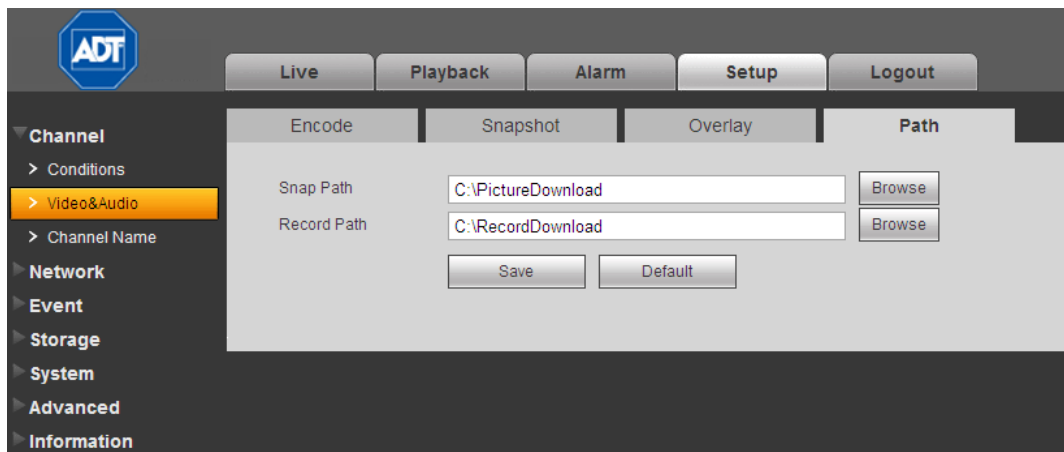 ADT
Live Playback Alarm Setup Logout
Encode Snapshot Overlay Path
Channel
> Conditions
> Video&Audio
> Channel Name
Network
Event
Storage
System
Advanced
Information
Snap Path C:\PictureDownload Browse
Record Path C:\RecordDownload Browse
Save Default